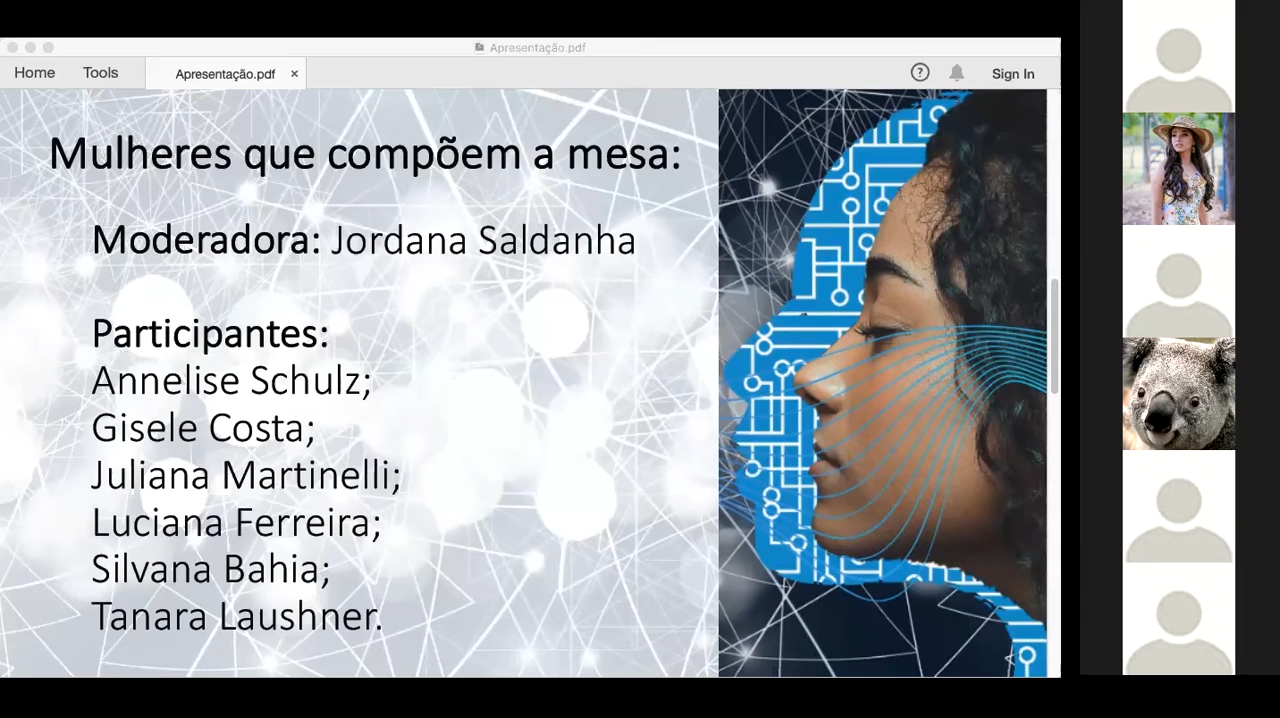 Apresentação.pdf
Home Tools Apresentação.pdf × ? Sign In
Mulheres que compõem a mesa:
Moderadora: Jordana Saldanha
Participantes:
Annelise Schulz;
Gisele Costa;
Juliana Martinelli;
Luciana Ferreira;
Silvana Bahia;
Tanara Laushner.